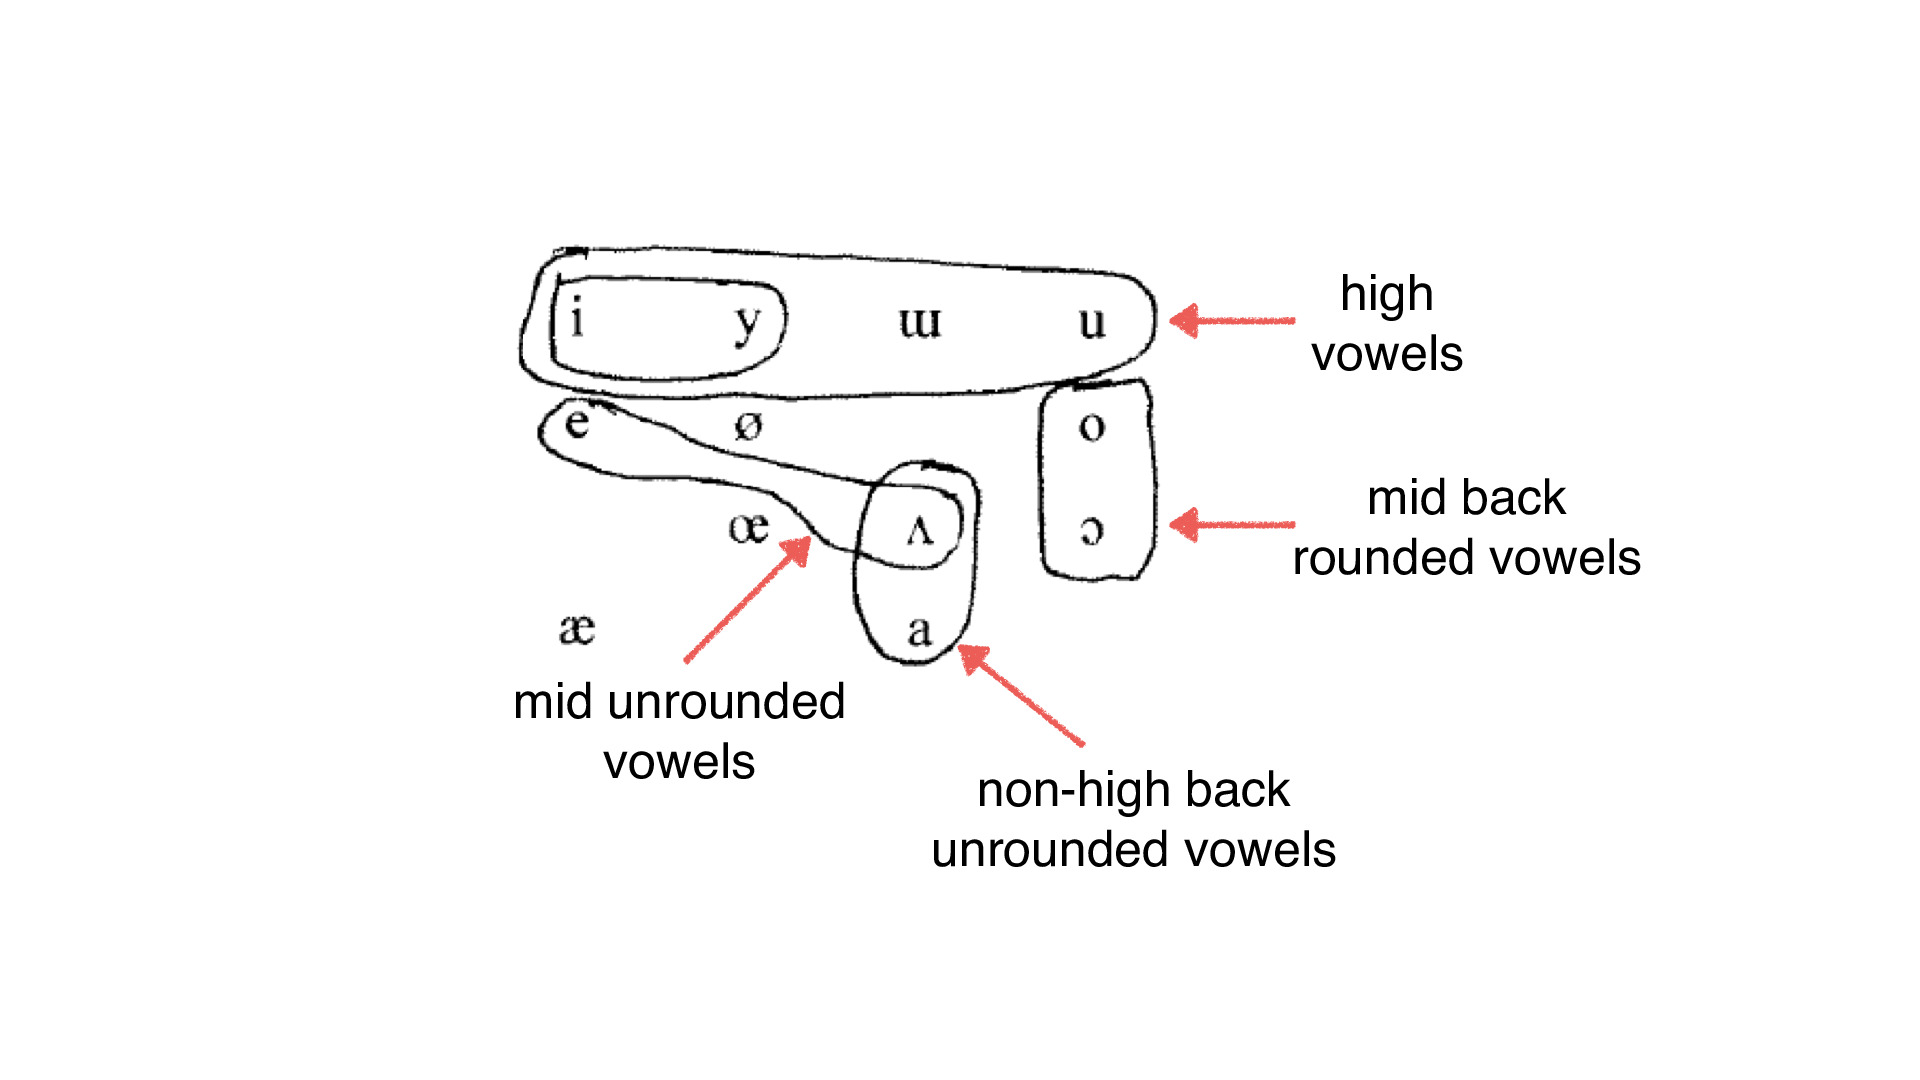 i y ɯ u
high
vowels
e ø o
mid back
rounded vowels
œ ʌ ɔ
æ a
mid unrounded
vowels
non-high back
unrounded vowels